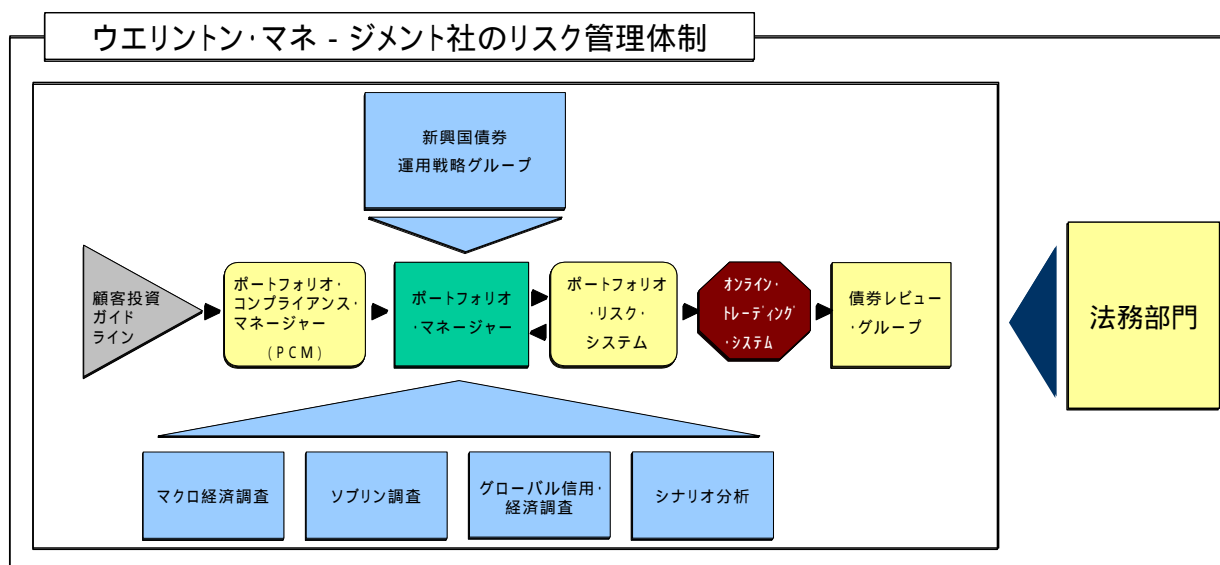 ウエリントン・マネ - ジメント社のリスク管理体制
新興国債券
運用戦略グループ
顧客投資
ガイド
ライン
ポートフォリオ・
コンプライアンス・
マネージャー
(PCM)
ポートフォリオ
・マネージャー
ポートフォリオ
・リスク・
システム
オンライン・
トレーディング
・システム
債券レビュー
・グループ
法務部門
マクロ経済調査
ソブリン調査
グローバル信用・
経済調査
シナリオ分析